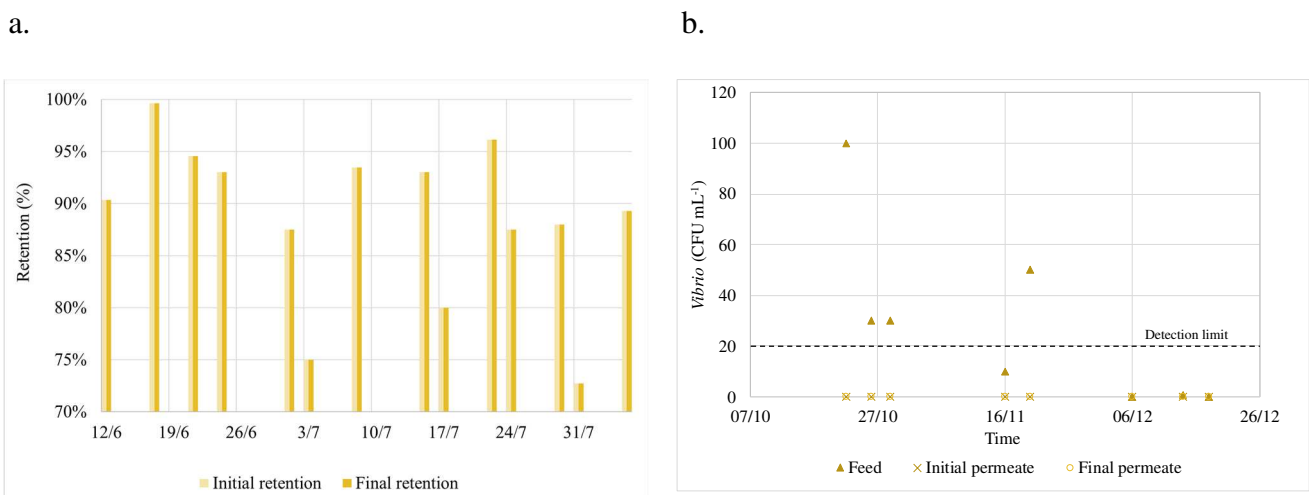 a.
Retention (%)
100%
95%
90%
85%
80%
75%
70%
12/6 19/6 26/6 3/7 10/7 17/7 24/7 31/7
Initial retention Final retention
b.
Vibrio (CFU mL⁻¹)
120
100
80
60
40
20
0
Detection limit
07/10 27/10 16/11 06/12 26/12
Time
Feed Initial permeate Final permeate